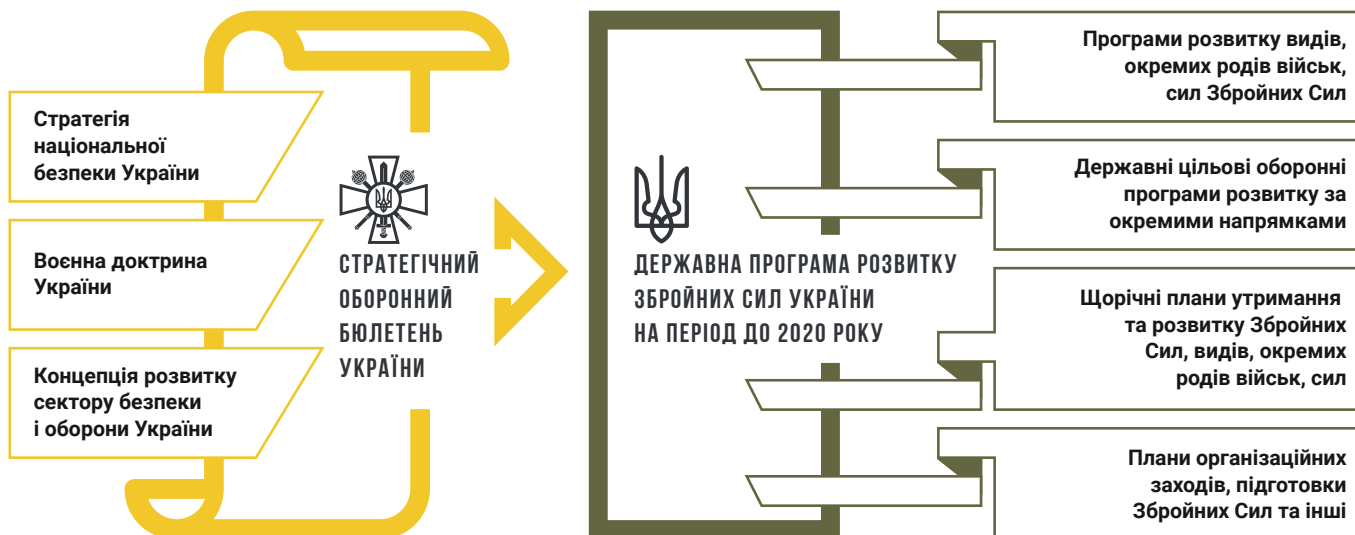 Стратегія
національної
безпеки України
Воєнна доктрина
України
Концепція розвитку
сектору безпеки
і оборони України
СТРАТЕГІЧНИЙ
ОБОРОННИЙ
БЮЛЕТЕНЬ
УКРАЇНИ
ДЕРЖАВНА ПРОГРАМА РОЗВИТКУ
ЗБРОЙНИХ СИЛ УКРАЇНИ
НА ПЕРІОД ДО 2020 РОКУ
Програми розвитку видів,
окремих родів військ,
сил Збройних Сил
Державні цільові оборонні
програми розвитку за
окремими напрямками
Щорічні плани утримання
та розвитку Збройних
Сил, видів, окремих
родів військ, сил
Плани організаційних
заходів, підготовки
Збройних Сил та інші